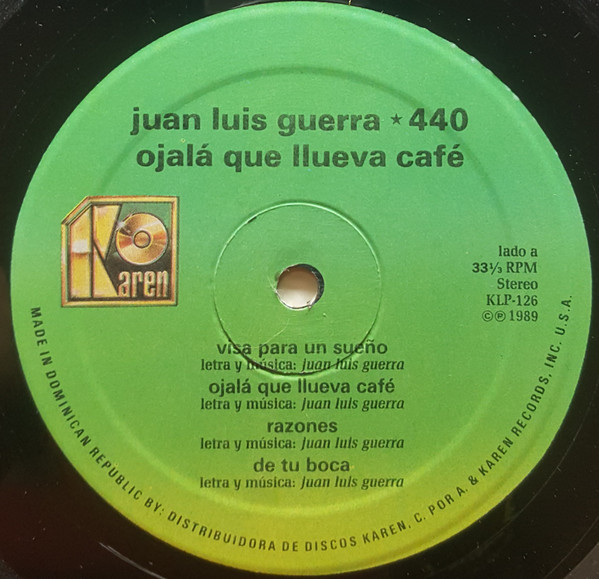 juan luis guerra ★ 440
ojalá que llueva café
Karen
lado a
33⅓ RPM
Stereo
KLP-126
©℗ 1989
visa para un sueño
letra y música: juan luis guerra
ojalá que llueva café
letra y música: juan luis guerra
razones
letra y música: juan luis guerra
de tu boca
letra y música: juan luis guerra
MADE IN DOMINICAN REPUBLIC BY: DISTRIBUIDORA DE DISCOS KAREN, C. POR A. & KAREN RECORDS, INC. U.S.A.